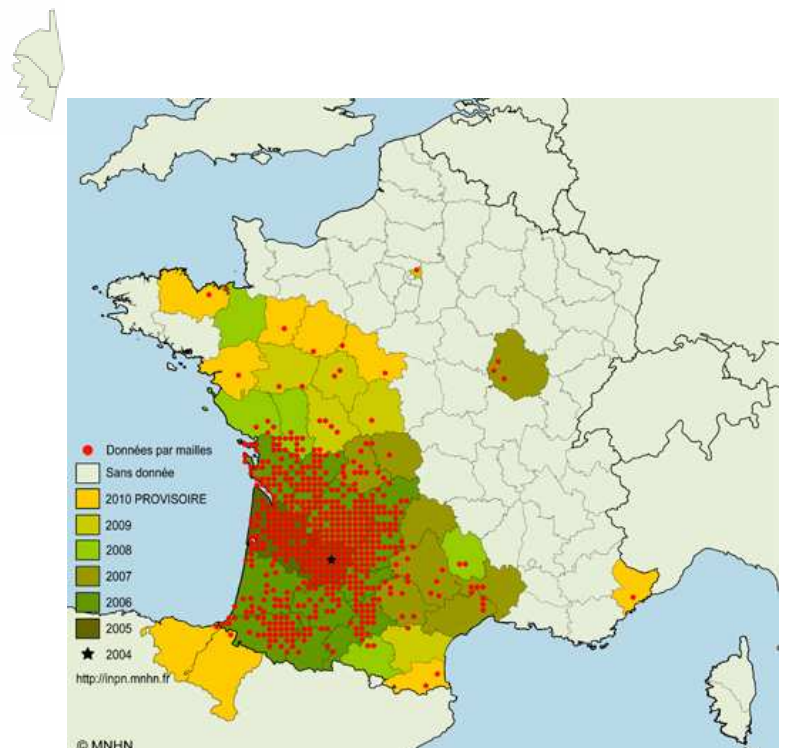 Données par mailles
Sans donnée
2010 PROVISOIRE
2009
2008
2007
2006
2005
2004
http://inpn.mnhn.fr
© MNHN